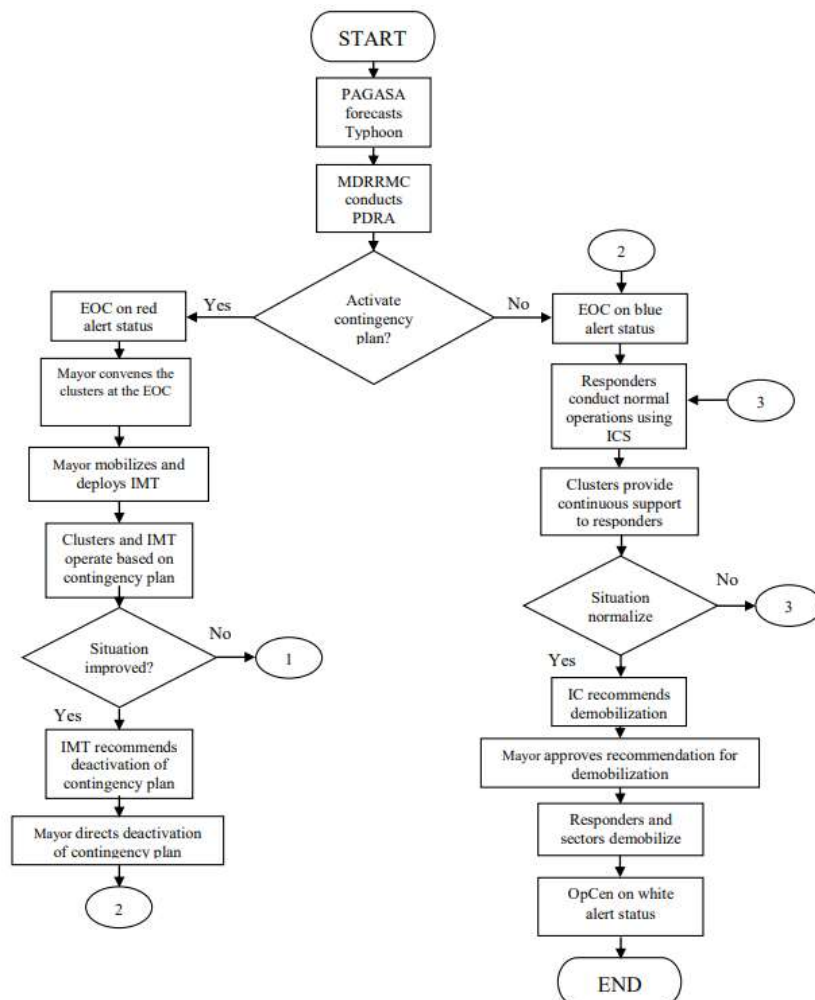 START
PAGASA
forecasts
Typhoon
MDRRMC
conducts
PDRA
Activate
contingency
plan?
Yes
No
EOC on red
alert status
Mayor convenes the
clusters at the EOC
Mayor mobilizes and
deploys IMT
Clusters and IMT
operate based on
contingency plan
Situation
improved?
No
1
Yes
IMT recommends
deactivation of
contingency plan
Mayor directs deactivation
of contingency plan
2
2
EOC on blue
alert status
Responders
conduct normal
operations using
ICS
3
Clusters provide
continuous support
to responders
Situation
normalize
No
3
Yes
IC recommends
demobilization
Mayor approves recommendation for
demobilization
Responders and
sectors demobilize
OpCen on white
alert status
END